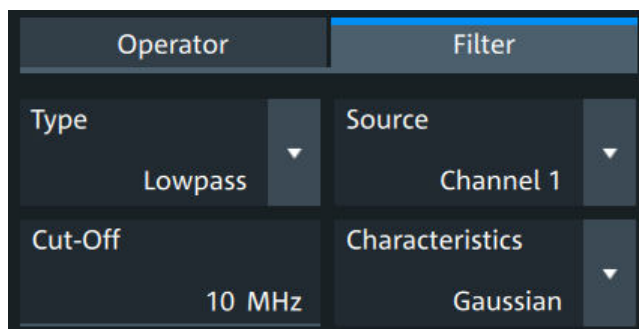 Operator
Filter
Type
Lowpass
Source
Channel 1
Cut-Off
10 MHz
Characteristics
Gaussian